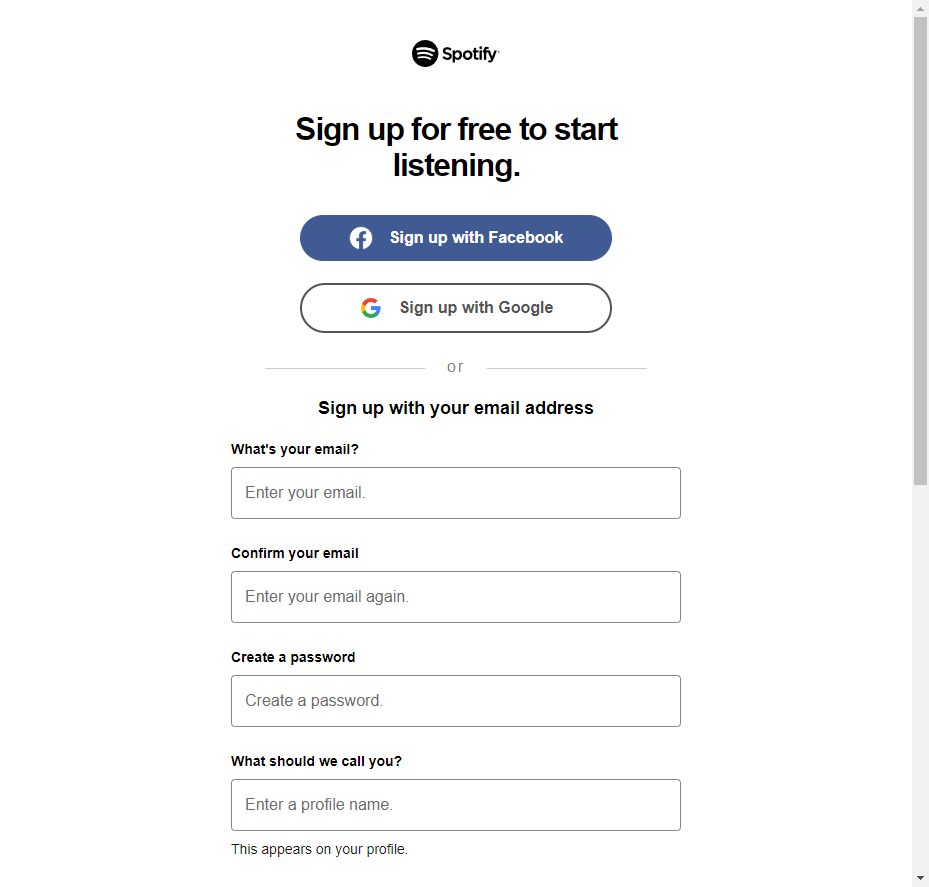 Spotify
Sign up for free to start
listening.
Sign up with Facebook
Sign up with Google
or
Sign up with your email address
What's your email?
Enter your email.
Confirm your email
Enter your email again.
Create a password
Create a password.
What should we call you?
Enter a profile name.
This appears on your profile.